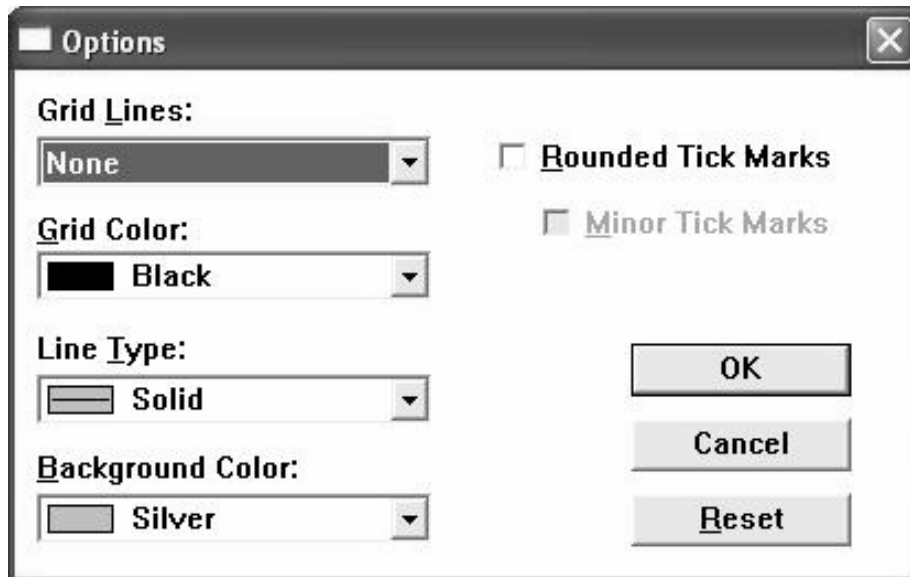 Options
Grid Lines:
None
Rounded Tick Marks
Minor Tick Marks
Grid Color:
Black
Line Type:
Solid
Background Color:
Silver
OK
Cancel
Reset